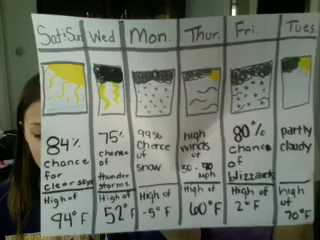 Sat/Sun Wed Mon. Thur. Fri. Tues
84%
chance
for
clear skys
High of
94°F
75%
chance
of
thunder
storms
High of
52°F
99%
chance
of
snow
High of
-5°F
high
winds
of
30-50
mph
High of
60°F
80%
chance
of
blizzard
High of
2°F
partly
cloudy
high
of
70°F